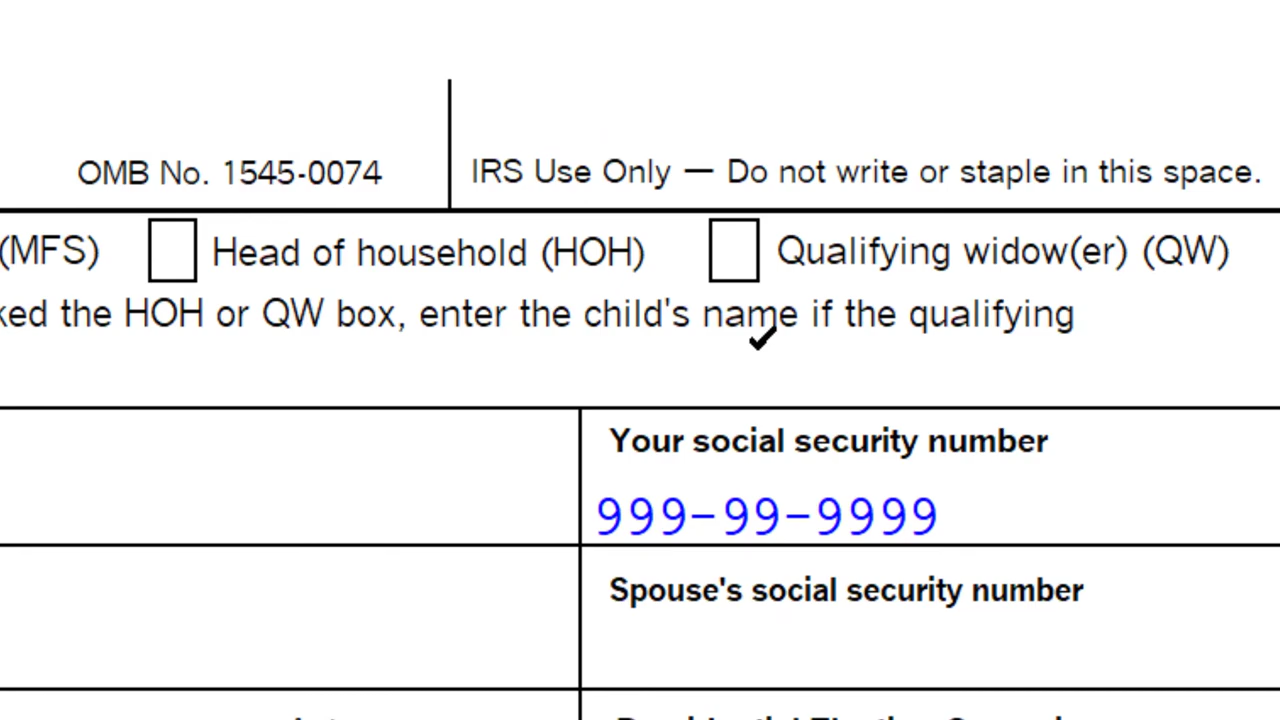 OMB No. 1545-0074
IRS Use Only — Do not write or staple in this space.
(MFS) Head of household (HOH) Qualifying widow(er) (QW)
ked the HOH or QW box, enter the child's name if the qualifying
Your social security number
999-99-9999
Spouse's social security number